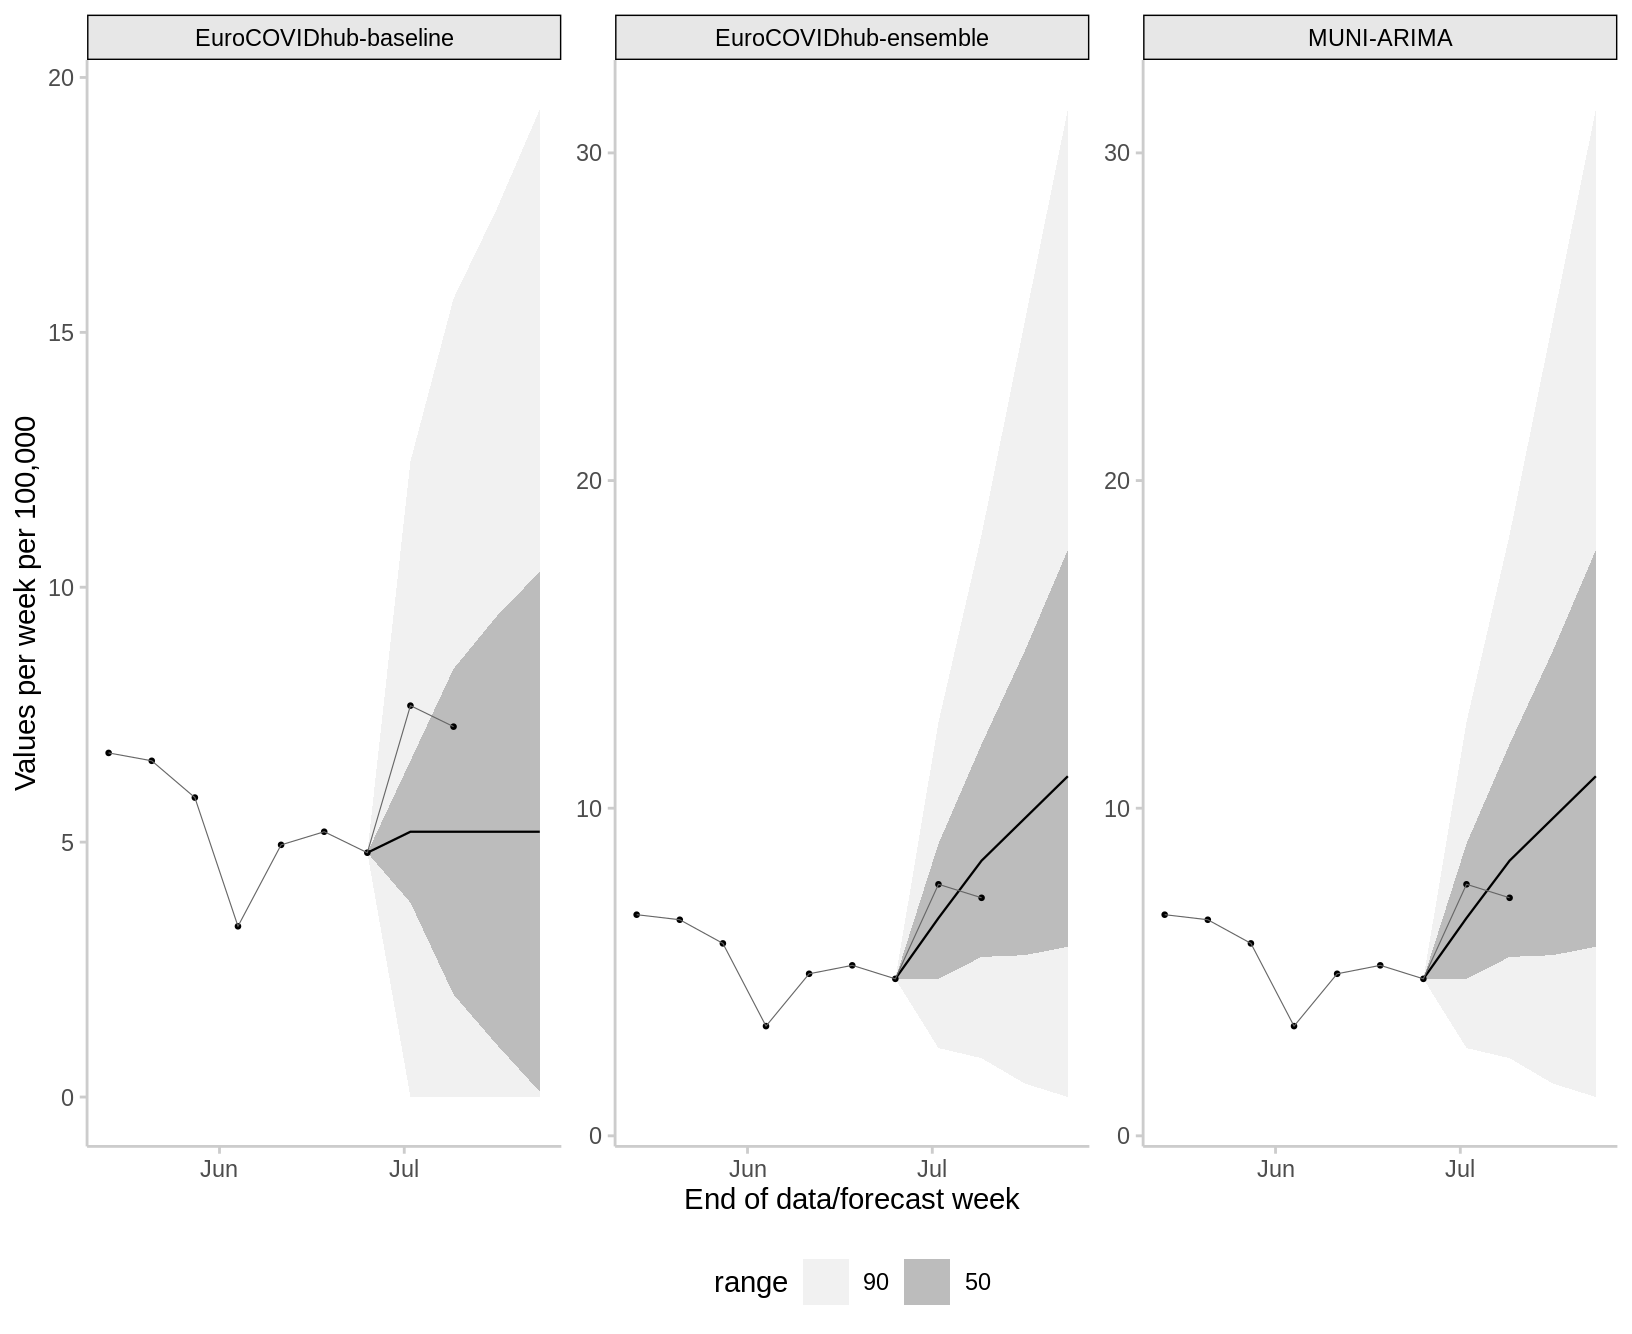 EuroCOVIDhub-baseline
EuroCOVIDhub-ensemble
MUNI-ARIMA
Values per week per 100,000
20
15
10
5
0
30
20
10
0
30
20
10
0
Jun
Jul
Jun
Jul
Jun
Jul
End of data/forecast week
range 90 50